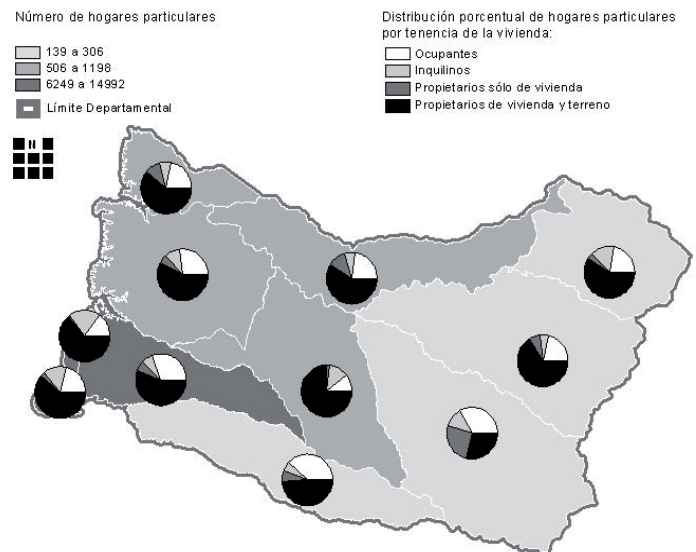 Número de hogares particulares
139 a 306
506 a 1198
6249 a 14992
Límite Departamental
Distribución porcentual de hogares particulares
por tenencia de la vivienda:
Ocupantes
Inquilinos
Propietarios sólo de vivienda
Propietarios de vivienda y terreno
N